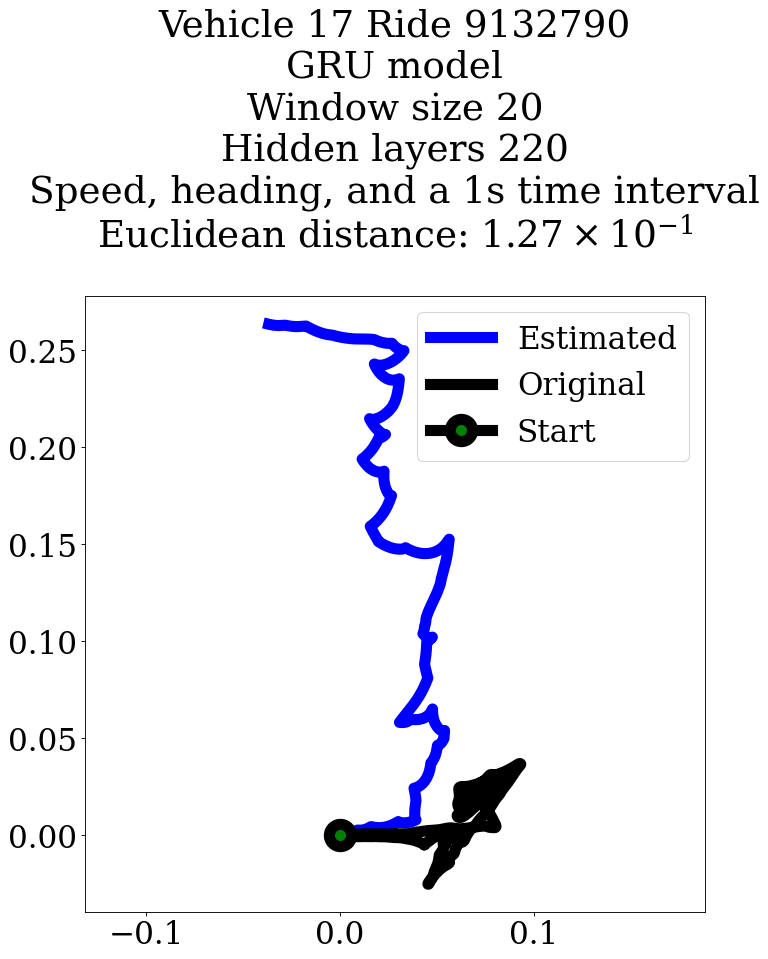 Vehicle 17 Ride 9132790
GRU model
Window size 20
Hidden layers 220
Speed, heading, and a 1s time interval
Euclidean distance: 1.27 × 10⁻¹
Estimated
Original
Start
0.25
0.20
0.15
0.10
0.05
0.00
−0.1
0.0
0.1